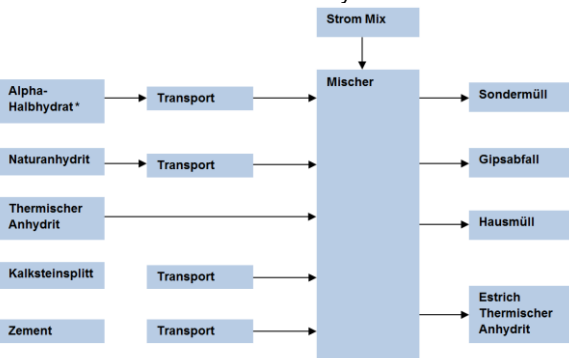 Strom Mix
Alpha-
Halbhydrat*
Transport
Mischer
Sondermüll
Naturanhydrit
Transport
Gipsabfall
Thermischer
Anhydrit
Hausmüll
Kalksteinsplitt
Transport
Estrich
Thermischer
Anhydrit
Zement
Transport